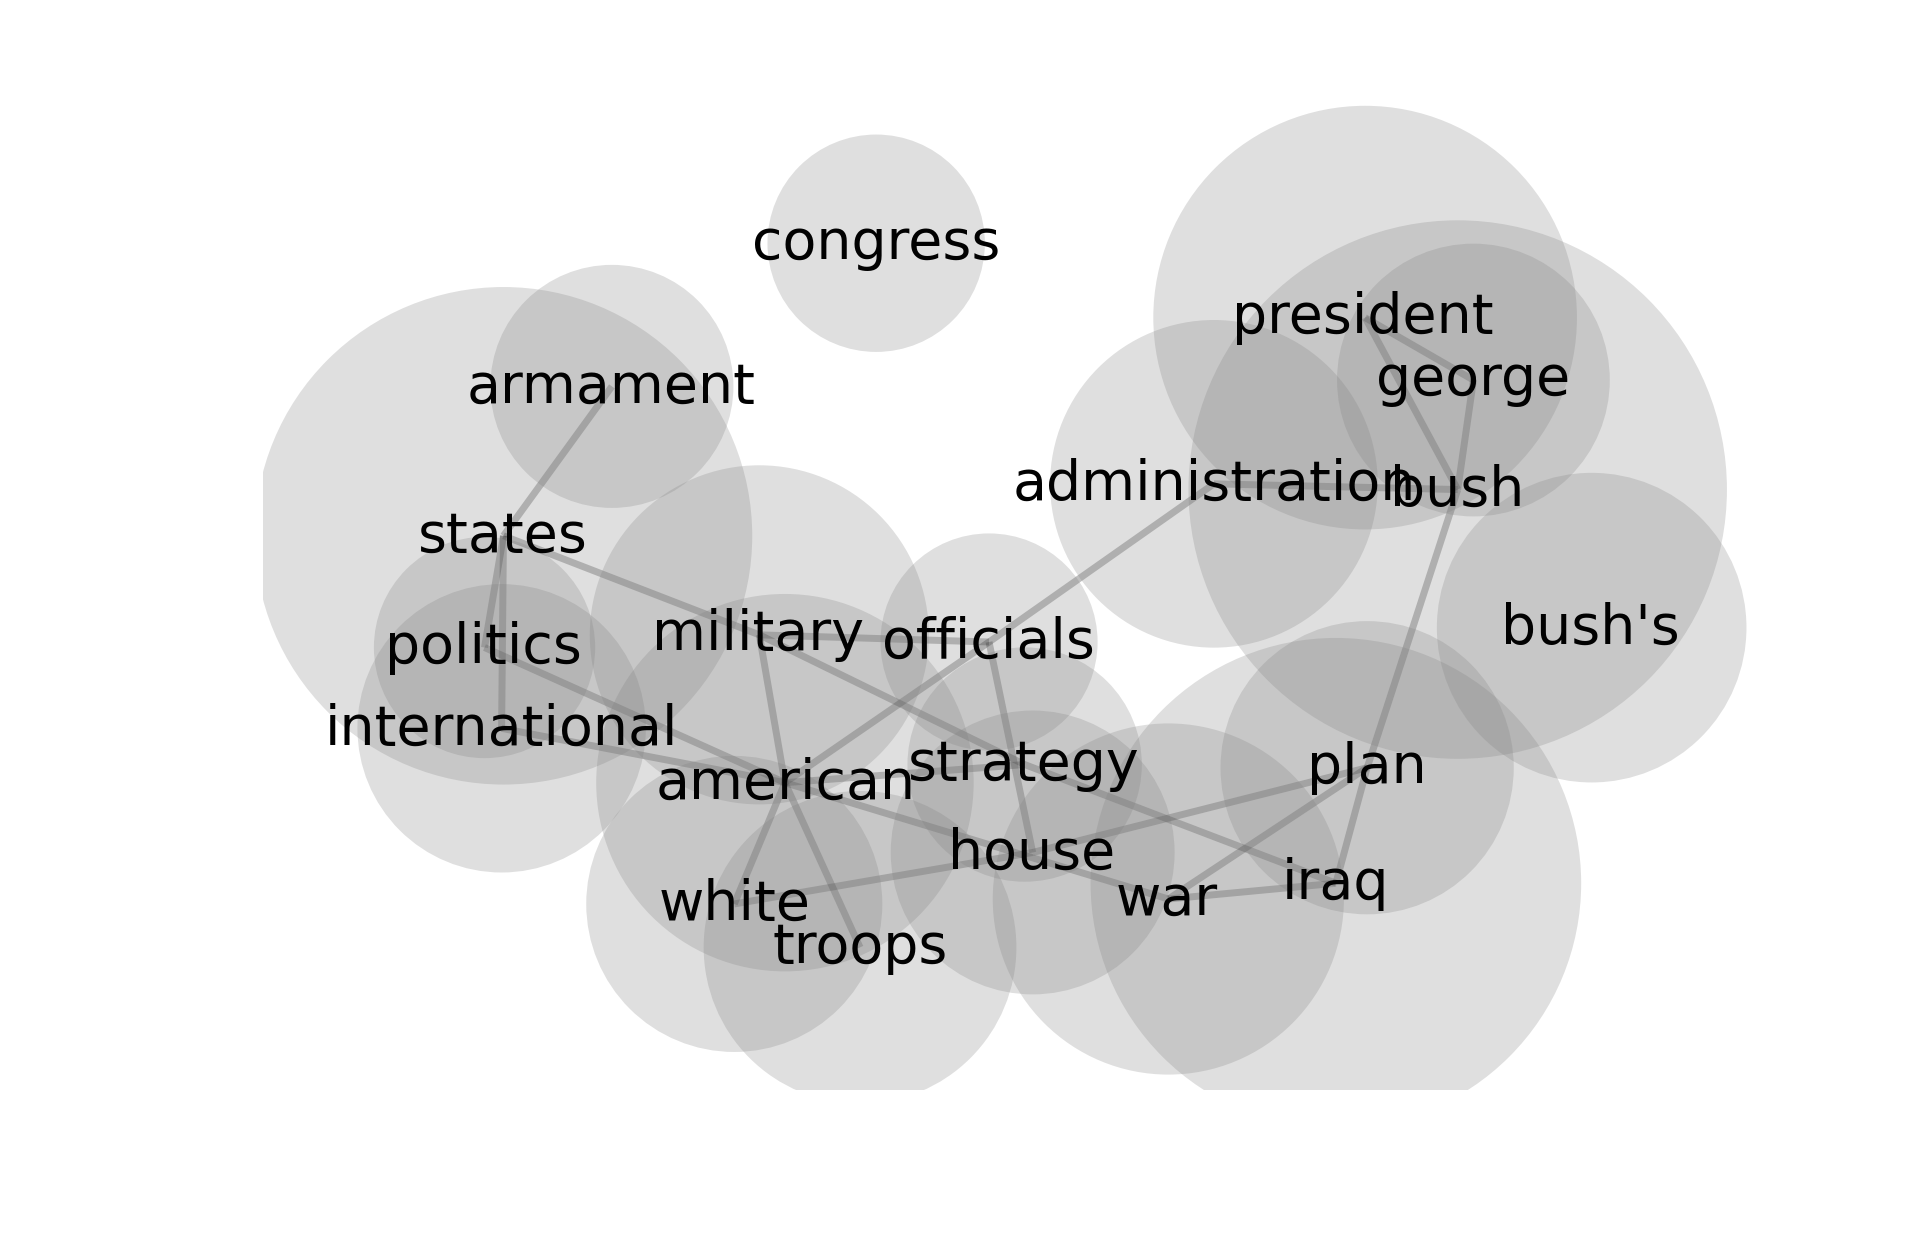 congress
president
george
armament
administration
bush
states
bush's
military
officials
politics
international
strategy
plan
american
house
iraq
war
white
troops